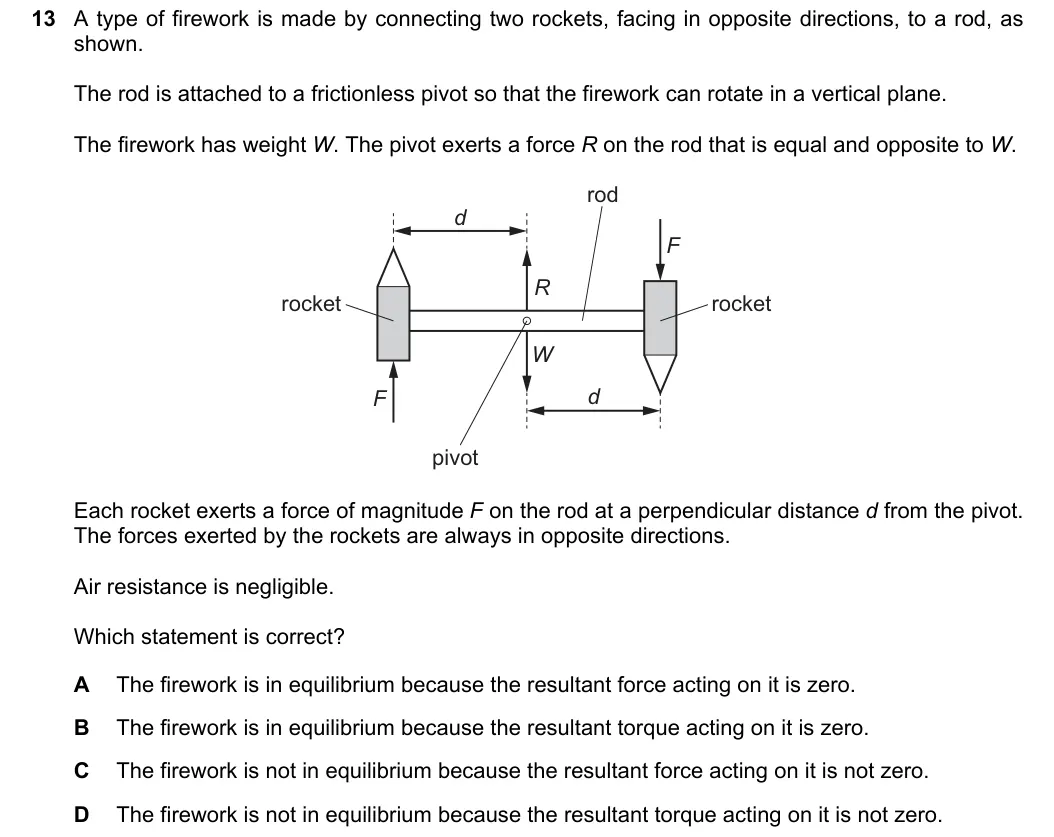 13 A type of firework is made by connecting two rockets, facing in opposite directions, to a rod, as
shown.
The rod is attached to a frictionless pivot so that the firework can rotate in a vertical plane.
The firework has weight W. The pivot exerts a force R on the rod that is equal and opposite to W.
rod
d
F
R
rocket
rocket
W
F
d
pivot
Each rocket exerts a force of magnitude F on the rod at a perpendicular distance d from the pivot.
The forces exerted by the rockets are always in opposite directions.
Air resistance is negligible.
Which statement is correct?
A The firework is in equilibrium because the resultant force acting on it is zero.
B The firework is in equilibrium because the resultant torque acting on it is zero.
C The firework is not in equilibrium because the resultant force acting on it is not zero.
D The firework is not in equilibrium because the resultant torque acting on it is not zero.